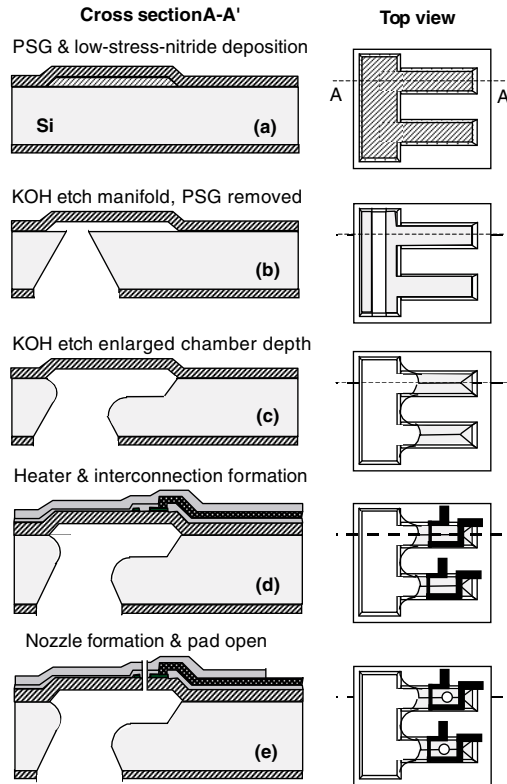 Cross sectionA-A' Top view
PSG & low-stress-nitride deposition
A A
Si (a)
KOH etch manifold, PSG removed
(b)
KOH etch enlarged chamber depth
(c)
Heater & interconnection formation
(d)
Nozzle formation & pad open
(e)